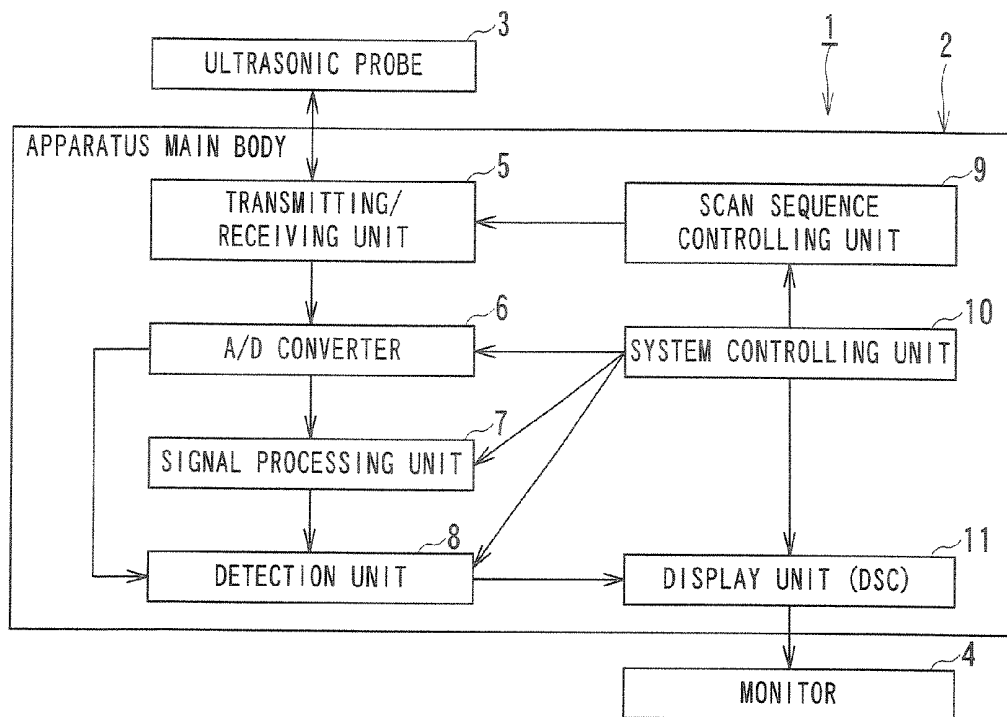 3
ULTRASONIC PROBE
1
2
APPARATUS MAIN BODY
5
TRANSMITTING/
RECEIVING UNIT
9
SCAN SEQUENCE
CONTROLLING UNIT
6
A/D CONVERTER
10
SYSTEM CONTROLLING UNIT
7
SIGNAL PROCESSING UNIT
8
DETECTION UNIT
11
DISPLAY UNIT (DSC)
4
MONITOR